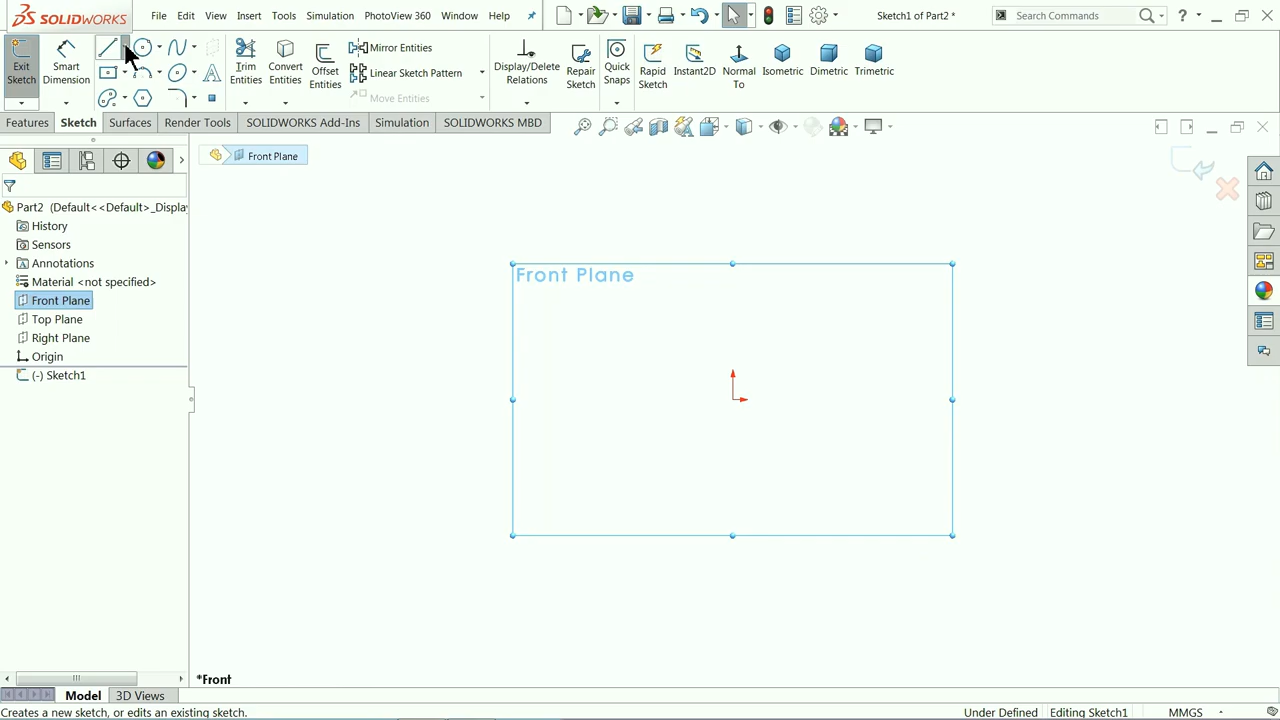 SOLIDWORKS File Edit View Insert Tools Simulation PhotoView 360 Window Help Sketch1 of Part2 * Search Commands ?
Exit Sketch
Smart Dimension
Trim Entities
Convert Entities
Offset Entities
Mirror Entities
Linear Sketch Pattern
Move Entities
Display/Delete Relations
Repair Sketch
Quick Snaps
Rapid Sketch
Instant2D
Normal To
Isometric
Dimetric
Trimetric
Features Sketch Surfaces Render Tools SOLIDWORKS Add-Ins Simulation SOLIDWORKS MBD
Front Plane
Part2 (Default<<Default>_Displa
History
Sensors
Annotations
Material <not specified>
Front Plane
Top Plane
Right Plane
Origin
(-) Sketch1
Front Plane
*Front
Model 3D Views
Creates a new sketch, or edits an existing sketch. Under Defined Editing Sketch1 MMGS